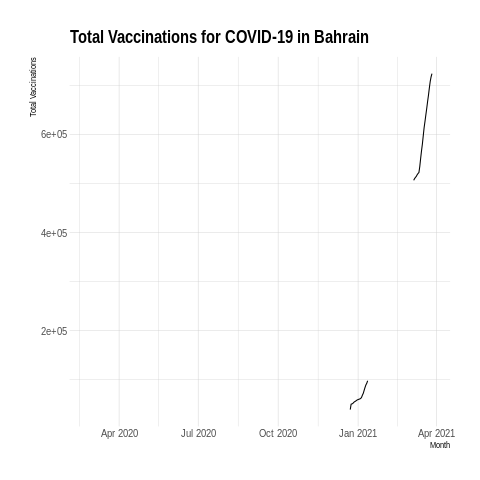 Total Vaccinations for COVID-19 in Bahrain
Total Vaccinations
6e+05
4e+05
2e+05
Apr 2020 Jul 2020 Oct 2020 Jan 2021 Apr 2021
Month